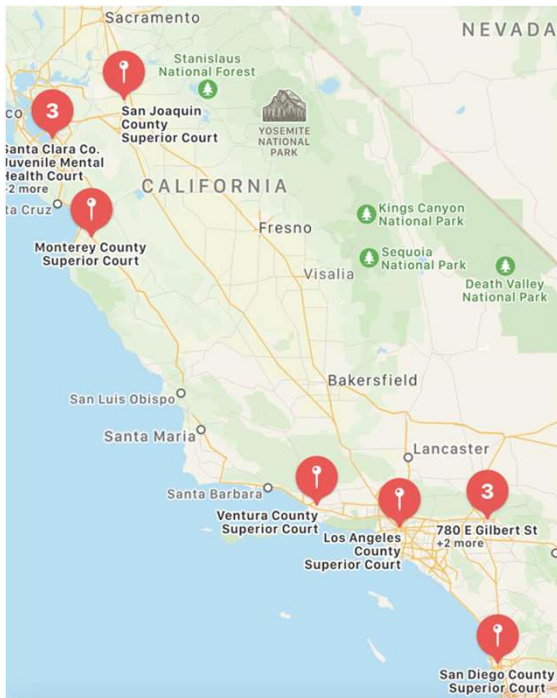 Sacramento
NEVADA
Stanislaus
National Forest
San Joaquin
County
Superior Court
YOSEMITE
NATIONAL
PARK
co
3
Santa Clara Co.
Juvenile Mental
Health Court
+2 more
ta Cruz
CALIFORNIA
Kings Canyon
National Park
Fresno
Monterey County
Superior Court
Sequoia
National Park
Visalia
Death Valley
National Park
Bakersfield
San Luis Obispo
Santa Maria
Lancaster
Santa Barbara
3
Ventura County
Superior Court
Los Angeles
County
Superior Court
780 E Gilbert St
+2 more
San Diego County
Superior Court